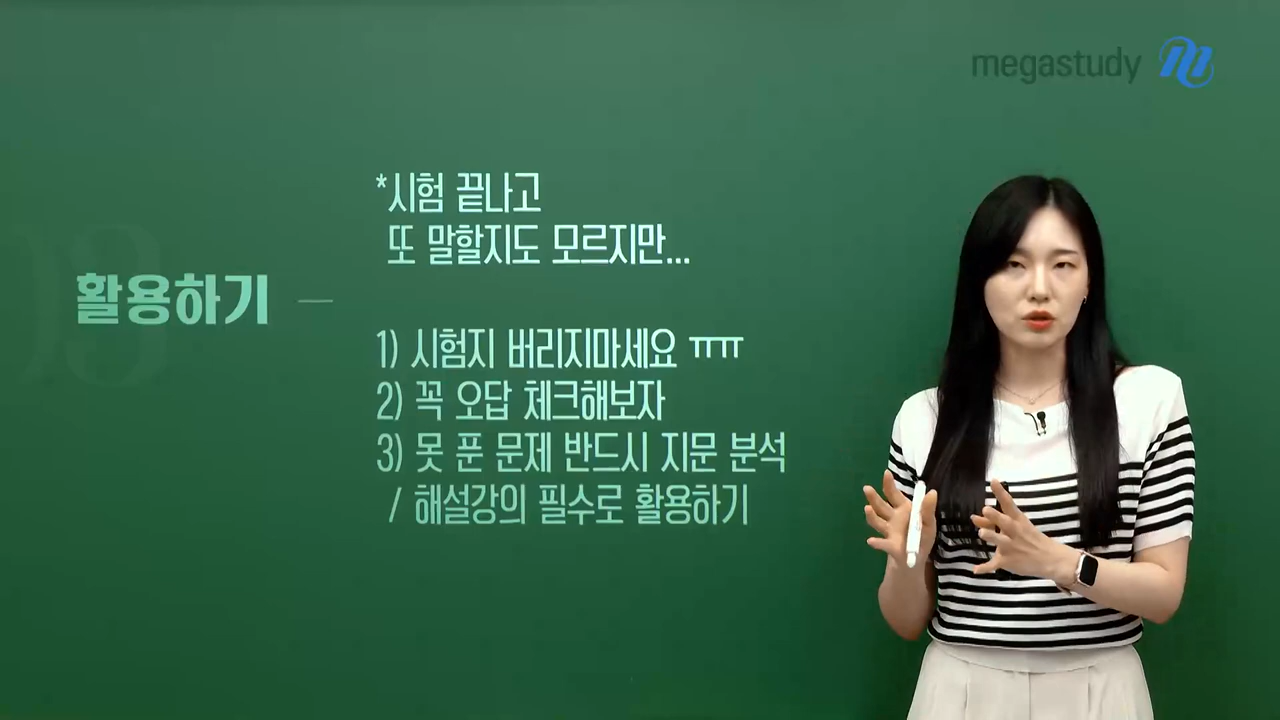 megastudy
*시험 끝나고
또 말할지도 모르지만...
활용하기
1) 시험지 버리지마세요 ㅠㅠ
2) 꼭 오답 체크해보자
3) 못 푼 문제 반드시 지문 분석
/ 해설강의 필수로 활용하기